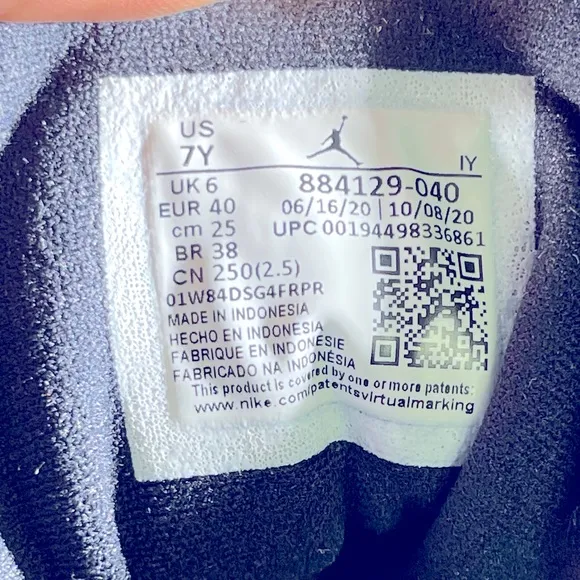 US
7Y
IY
UK 6
884129-040
EUR 40
06/16/20 | 10/08/20
cm 25
UPC 00194498336861
BR 38
CN 250(2.5)
01W84DSG4FRPR
MADE IN INDONESIA
HECHO EN INDONESIA
FABRIQUE EN INDONÉSIE
FABRICADO NA INDONÉSIA
This product is covered by one or more patents:
www.nike.com/patentsvirtualmarking